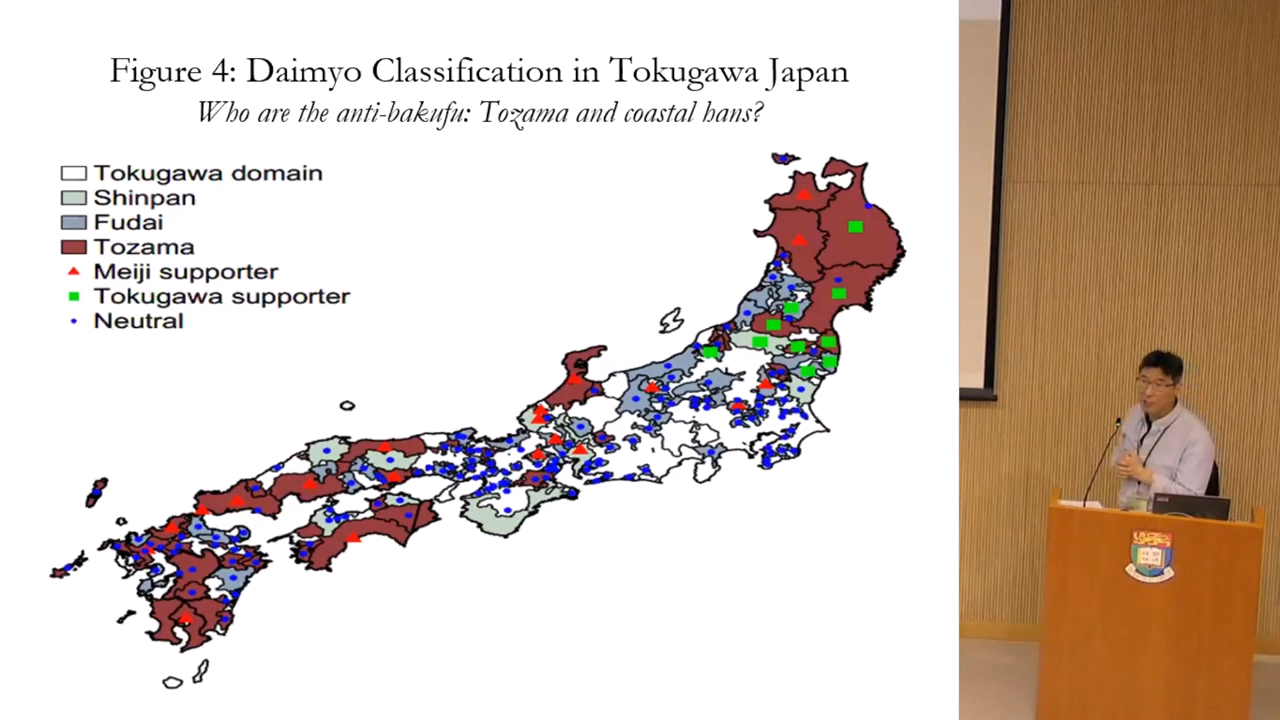 Figure 4: Daimyo Classification in Tokugawa Japan
Who are the anti-bakufu: Tozama and coastal hans?
Tokugawa domain
Shinpan
Fudai
Tozama
Meiji supporter
Tokugawa supporter
Neutral